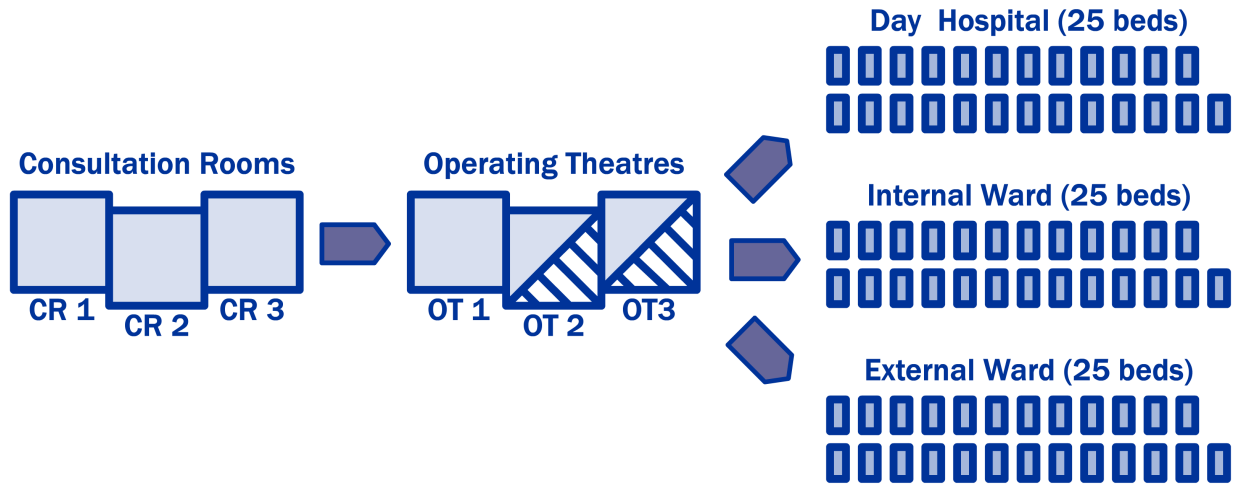 Consultation Rooms
CR 1
CR 2
CR 3
Operating Theatres
OT 1
OT 2
OT3
Day Hospital (25 beds)
Internal Ward (25 beds)
External Ward (25 beds)